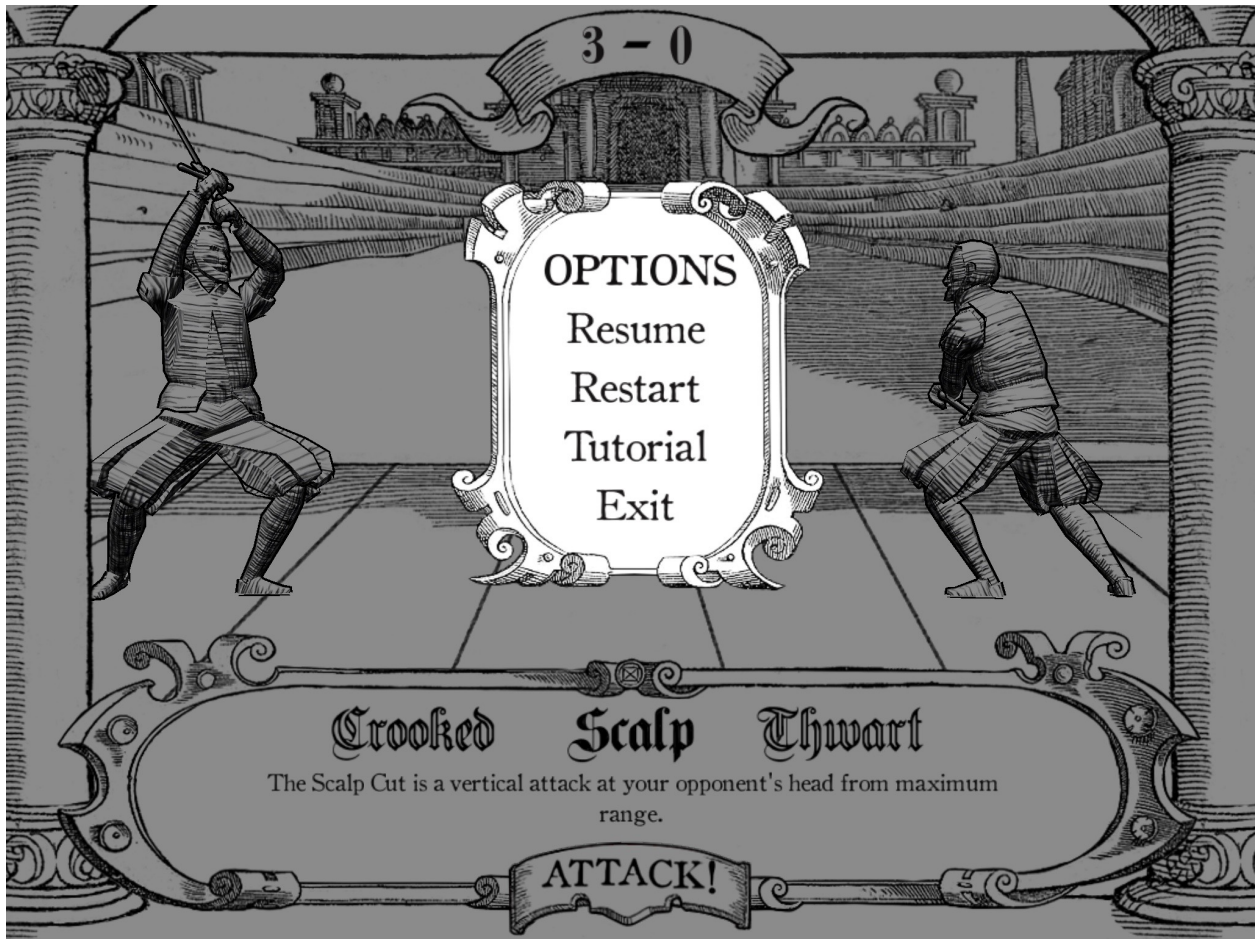 3 - 0
OPTIONS
Resume
Restart
Tutorial
Exit
Crooked Scalp Thwart
The Scalp Cut is a vertical attack at your opponent's head from maximum
range.
ATTACK!